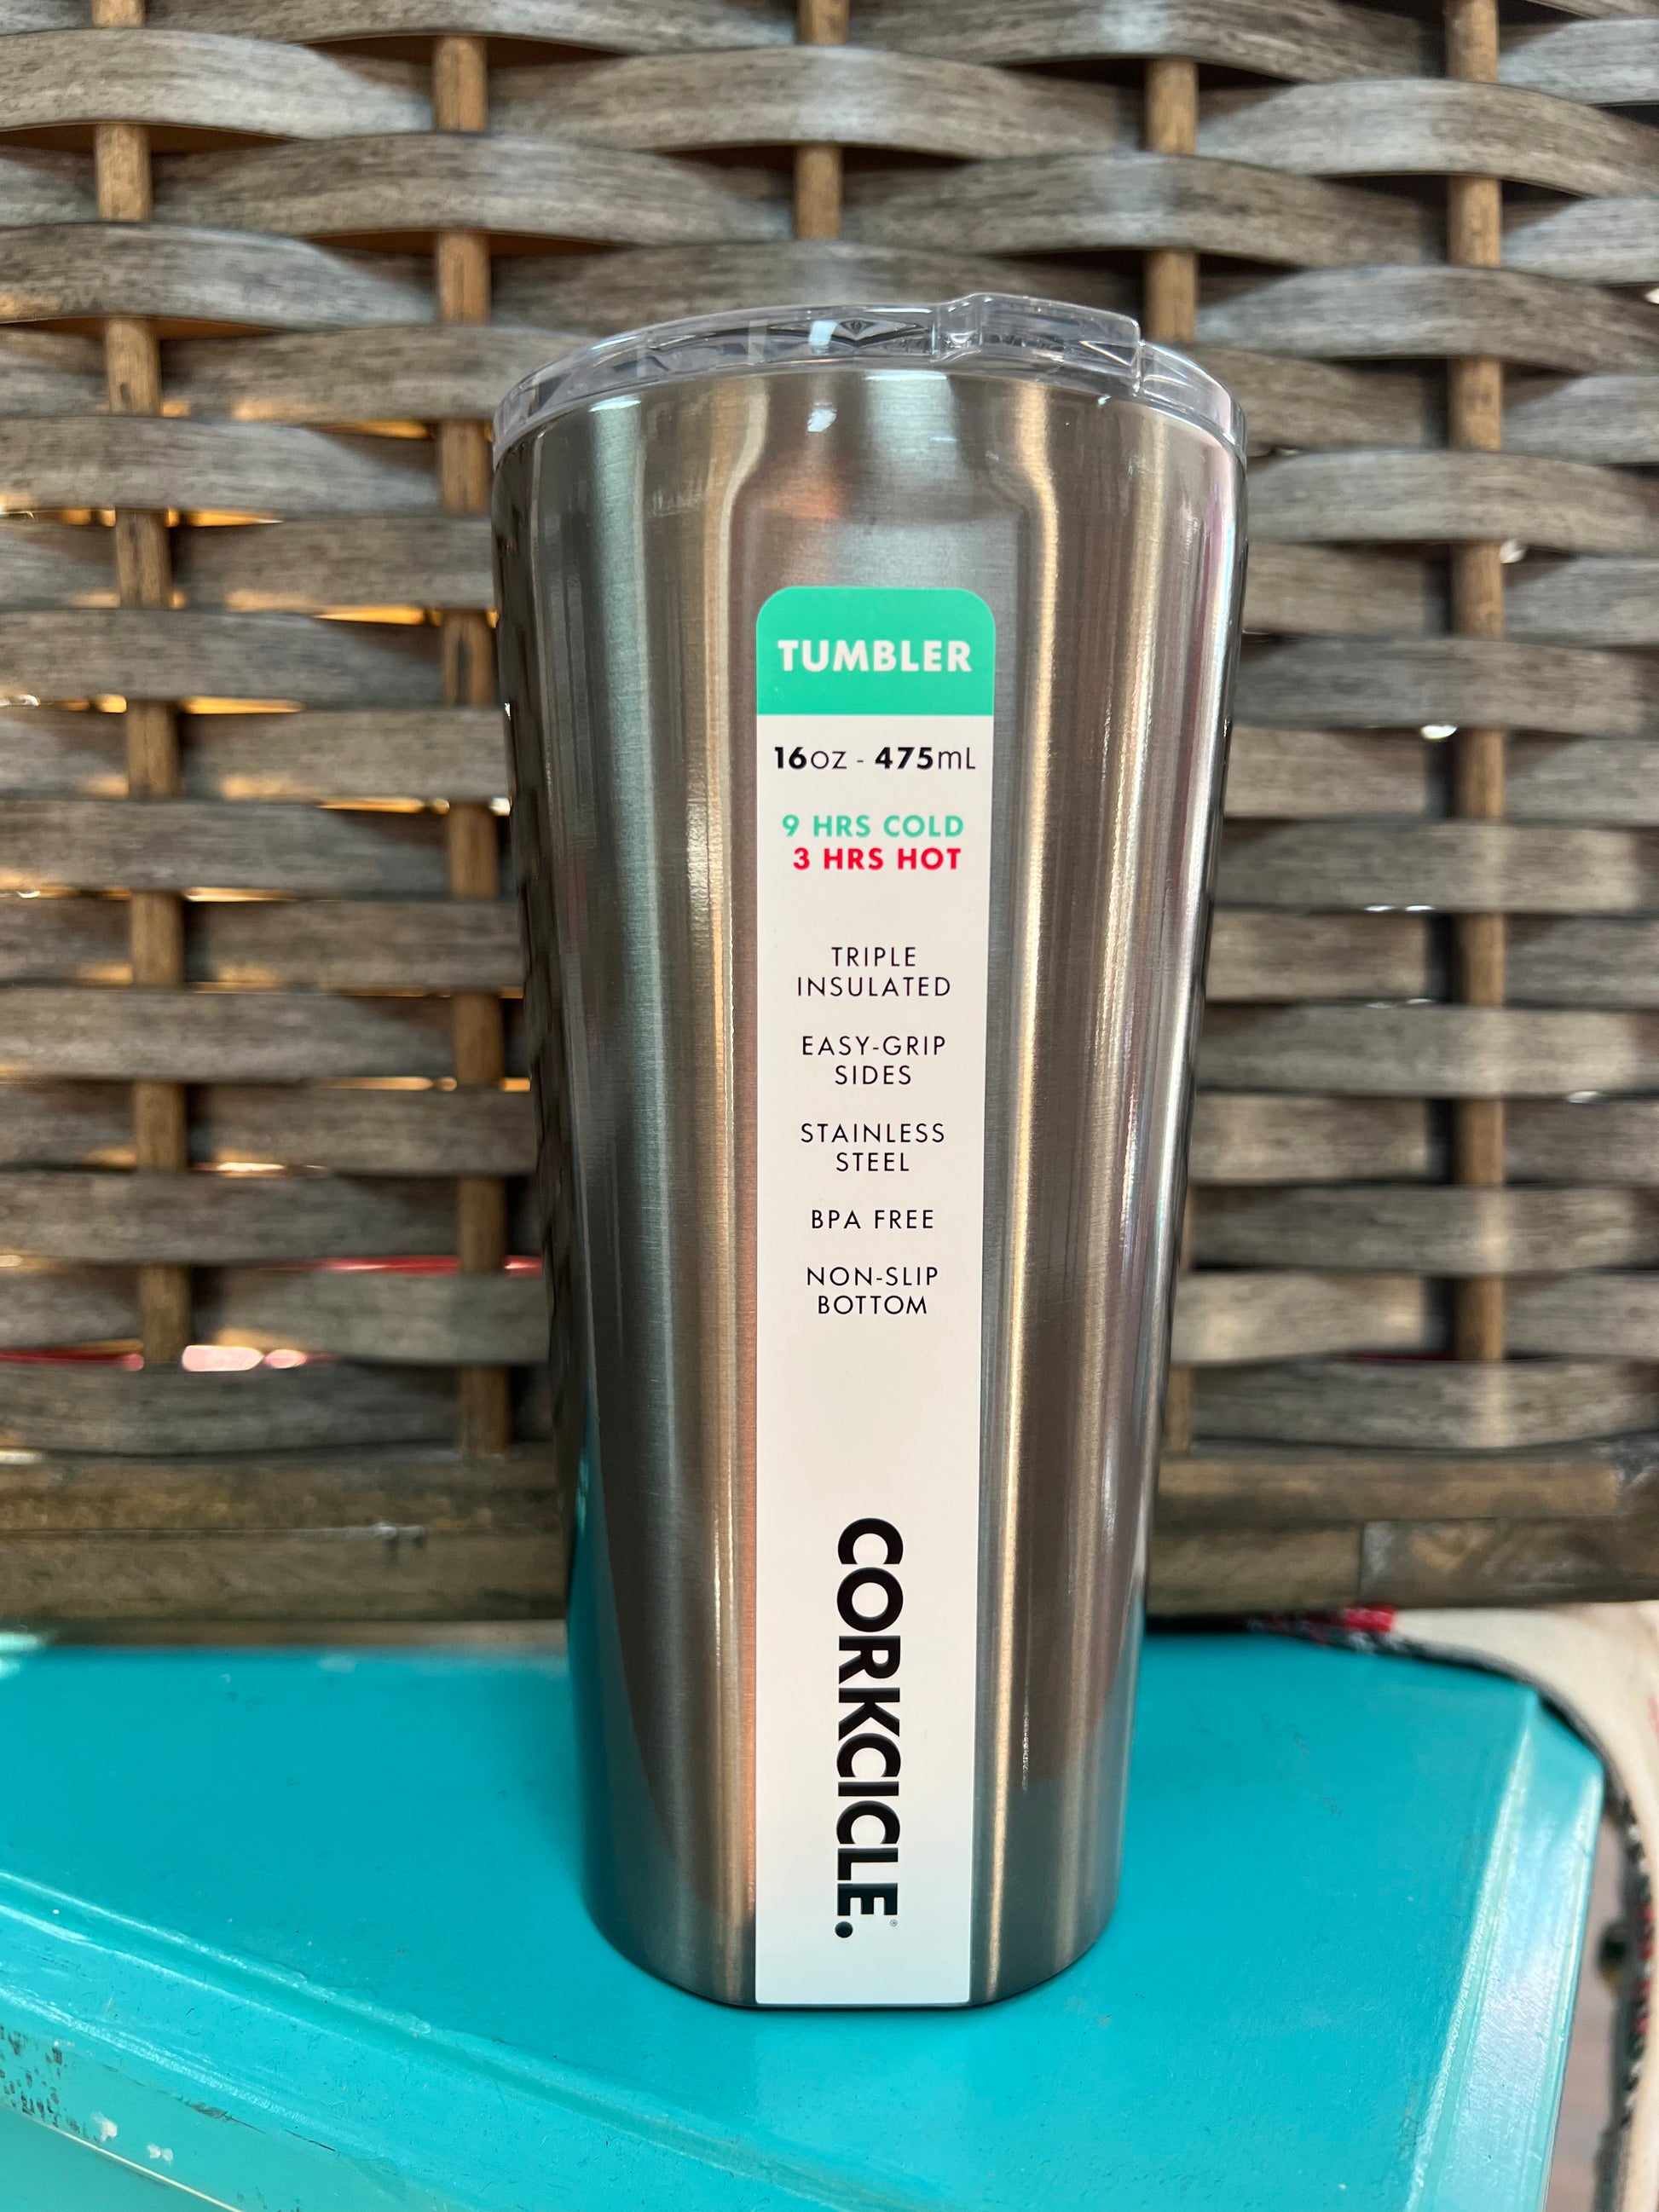 TUMBLER
16oz - 475mL
9 HRS COLD
3 HRS HOT
TRIPLE
INSULATED
EASY-GRIP
SIDES
STAINLESS
STEEL
BPA FREE
NON-SLIP
BOTTOM
CORKCICLE.®